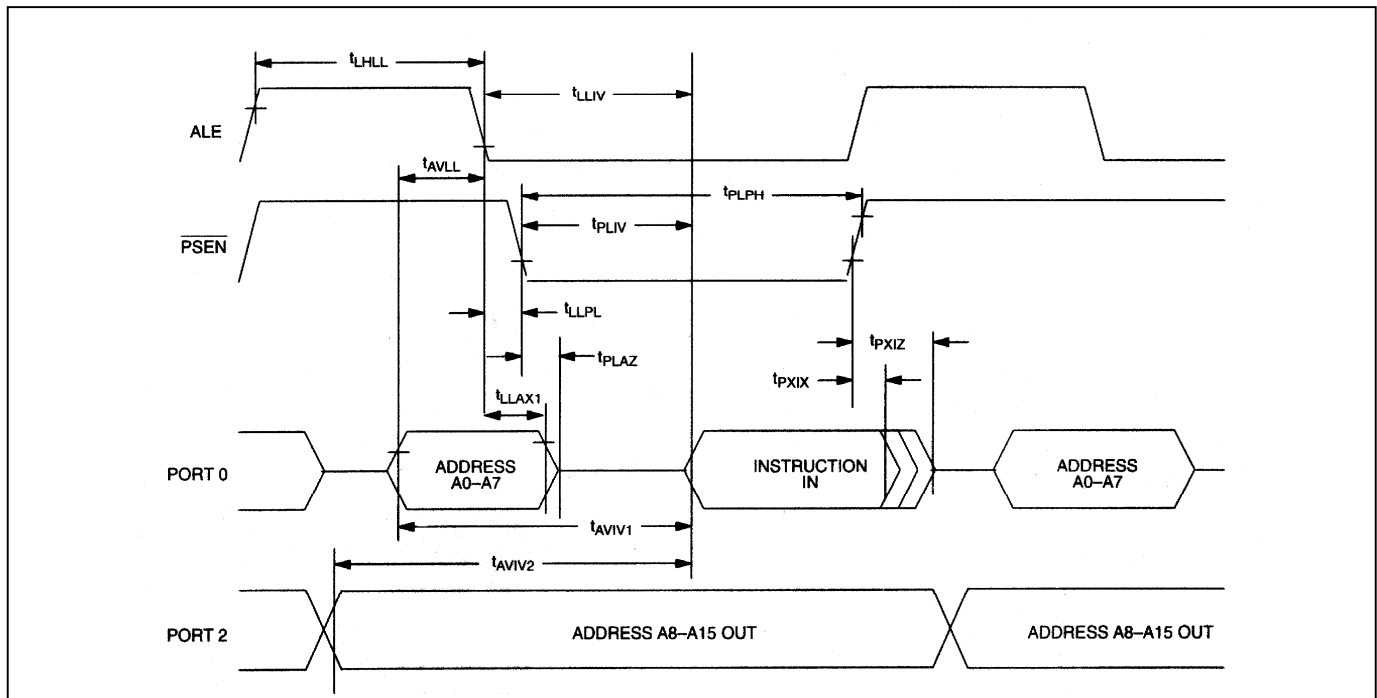 tLHLL
tLLIV
ALE
tAVLL
tPLPH
tPLIV
PSEN
tLLPL
tPXIZ
tPLAZ
tPXIX
tLLAX1
PORT 0
ADDRESS
A0–A7
INSTRUCTION
IN
ADDRESS
A0–A7
tAVIV1
tAVIV2
PORT 2
ADDRESS A8–A15 OUT
ADDRESS A8–A15 OUT